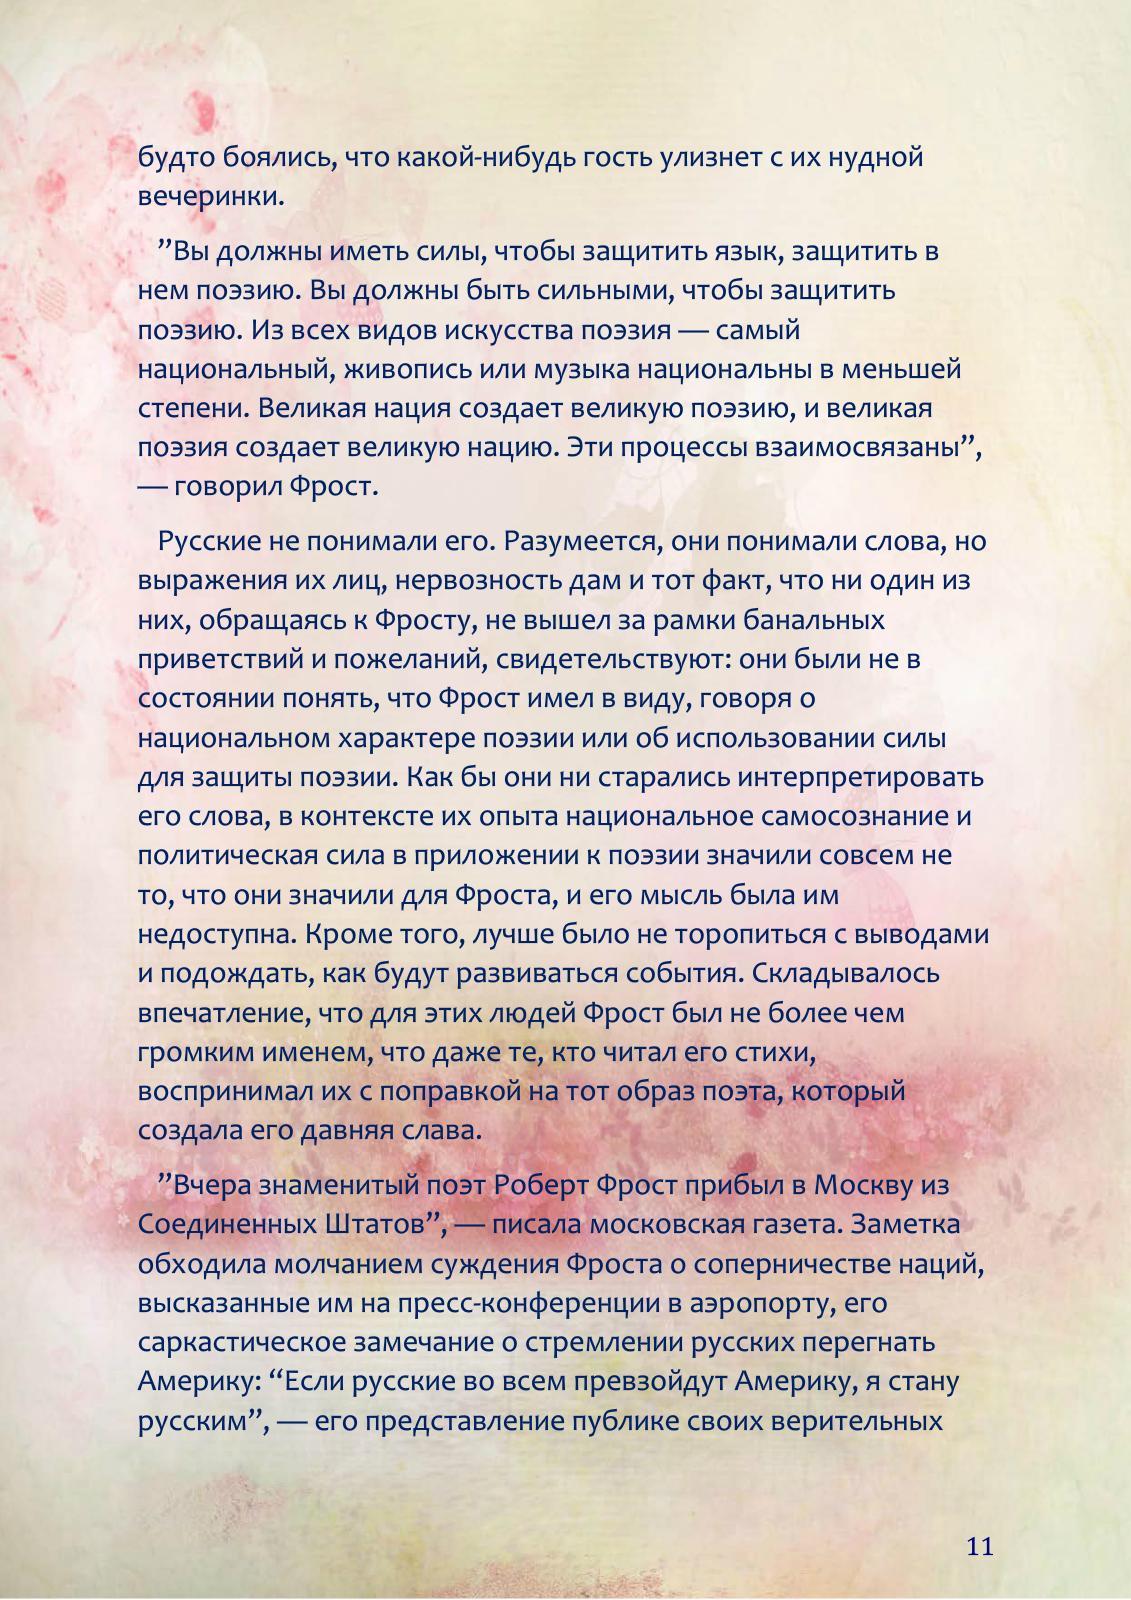 будто боялись, что какой-нибудь гость улизнет с их нудной
вечеринки.
”Вы должны иметь силы, чтобы защитить язык, защитить в
нем поэзию. Вы должны быть сильными, чтобы защитить
поэзию. Из всех видов искусства поэзия — самый
национальный, живопись или музыка национальны в меньшей
степени. Великая нация создает великую поэзию, и великая
поэзия создает великую нацию. Эти процессы взаимосвязаны”,
— говорил Фрост.
Русские не понимали его. Разумеется, они понимали слова, но
выражения их лиц, нервозность дам и тот факт, что ни один из
них, обращаясь к Фросту, не вышел за рамки банальных
приветствий и пожеланий, свидетельствуют: они были не в
состоянии понять, что Фрост имел в виду, говоря о
национальном характере поэзии или об использовании силы
для защиты поэзии. Как бы они ни старались интерпретировать
его слова, в контексте их опыта национальное самосознание и
политическая сила в приложении к поэзии значили совсем не
то, что они значили для Фроста, и его мысль была им
недоступна. Кроме того, лучше было не торопиться с выводами
и подождать, как будут развиваться события. Складывалось
впечатление, что для этих людей Фрост был не более чем
громким именем, что даже те, кто читал его стихи,
воспринимал их с поправкой на тот образ поэта, который
создала его давняя слава.
”Вчера знаменитый поэт Роберт Фрост прибыл в Москву из
Соединенных Штатов”, — писала московская газета. Заметка
обходила молчанием суждения Фроста о соперничестве наций,
высказанные им на пресс-конференции в аэропорту, его
саркастическое замечание о стремлении русских перегнать
Америку: “Если русские во всем превзойдут Америку, я стану
русским”, — его представление публике своих верительных
11